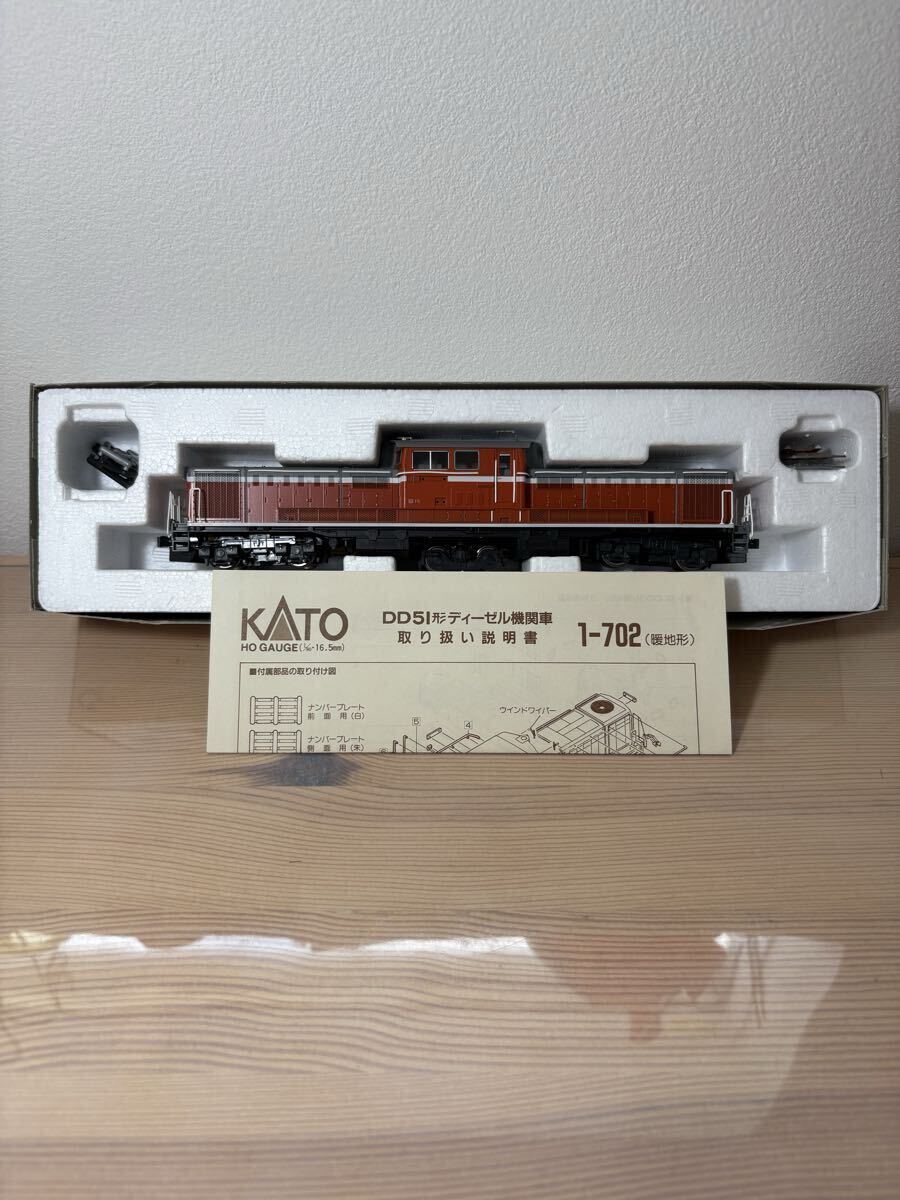 KATO
HO GAUGE(1/80・16.5mm)
DD51形ディーゼル機関車
取り扱い説明書
1-702(暖地形)
■付属部品の取り付け図
ナンバープレート
前面用(白)
ナンバープレート
側面用(朱)
ウインドワイパー
5
4